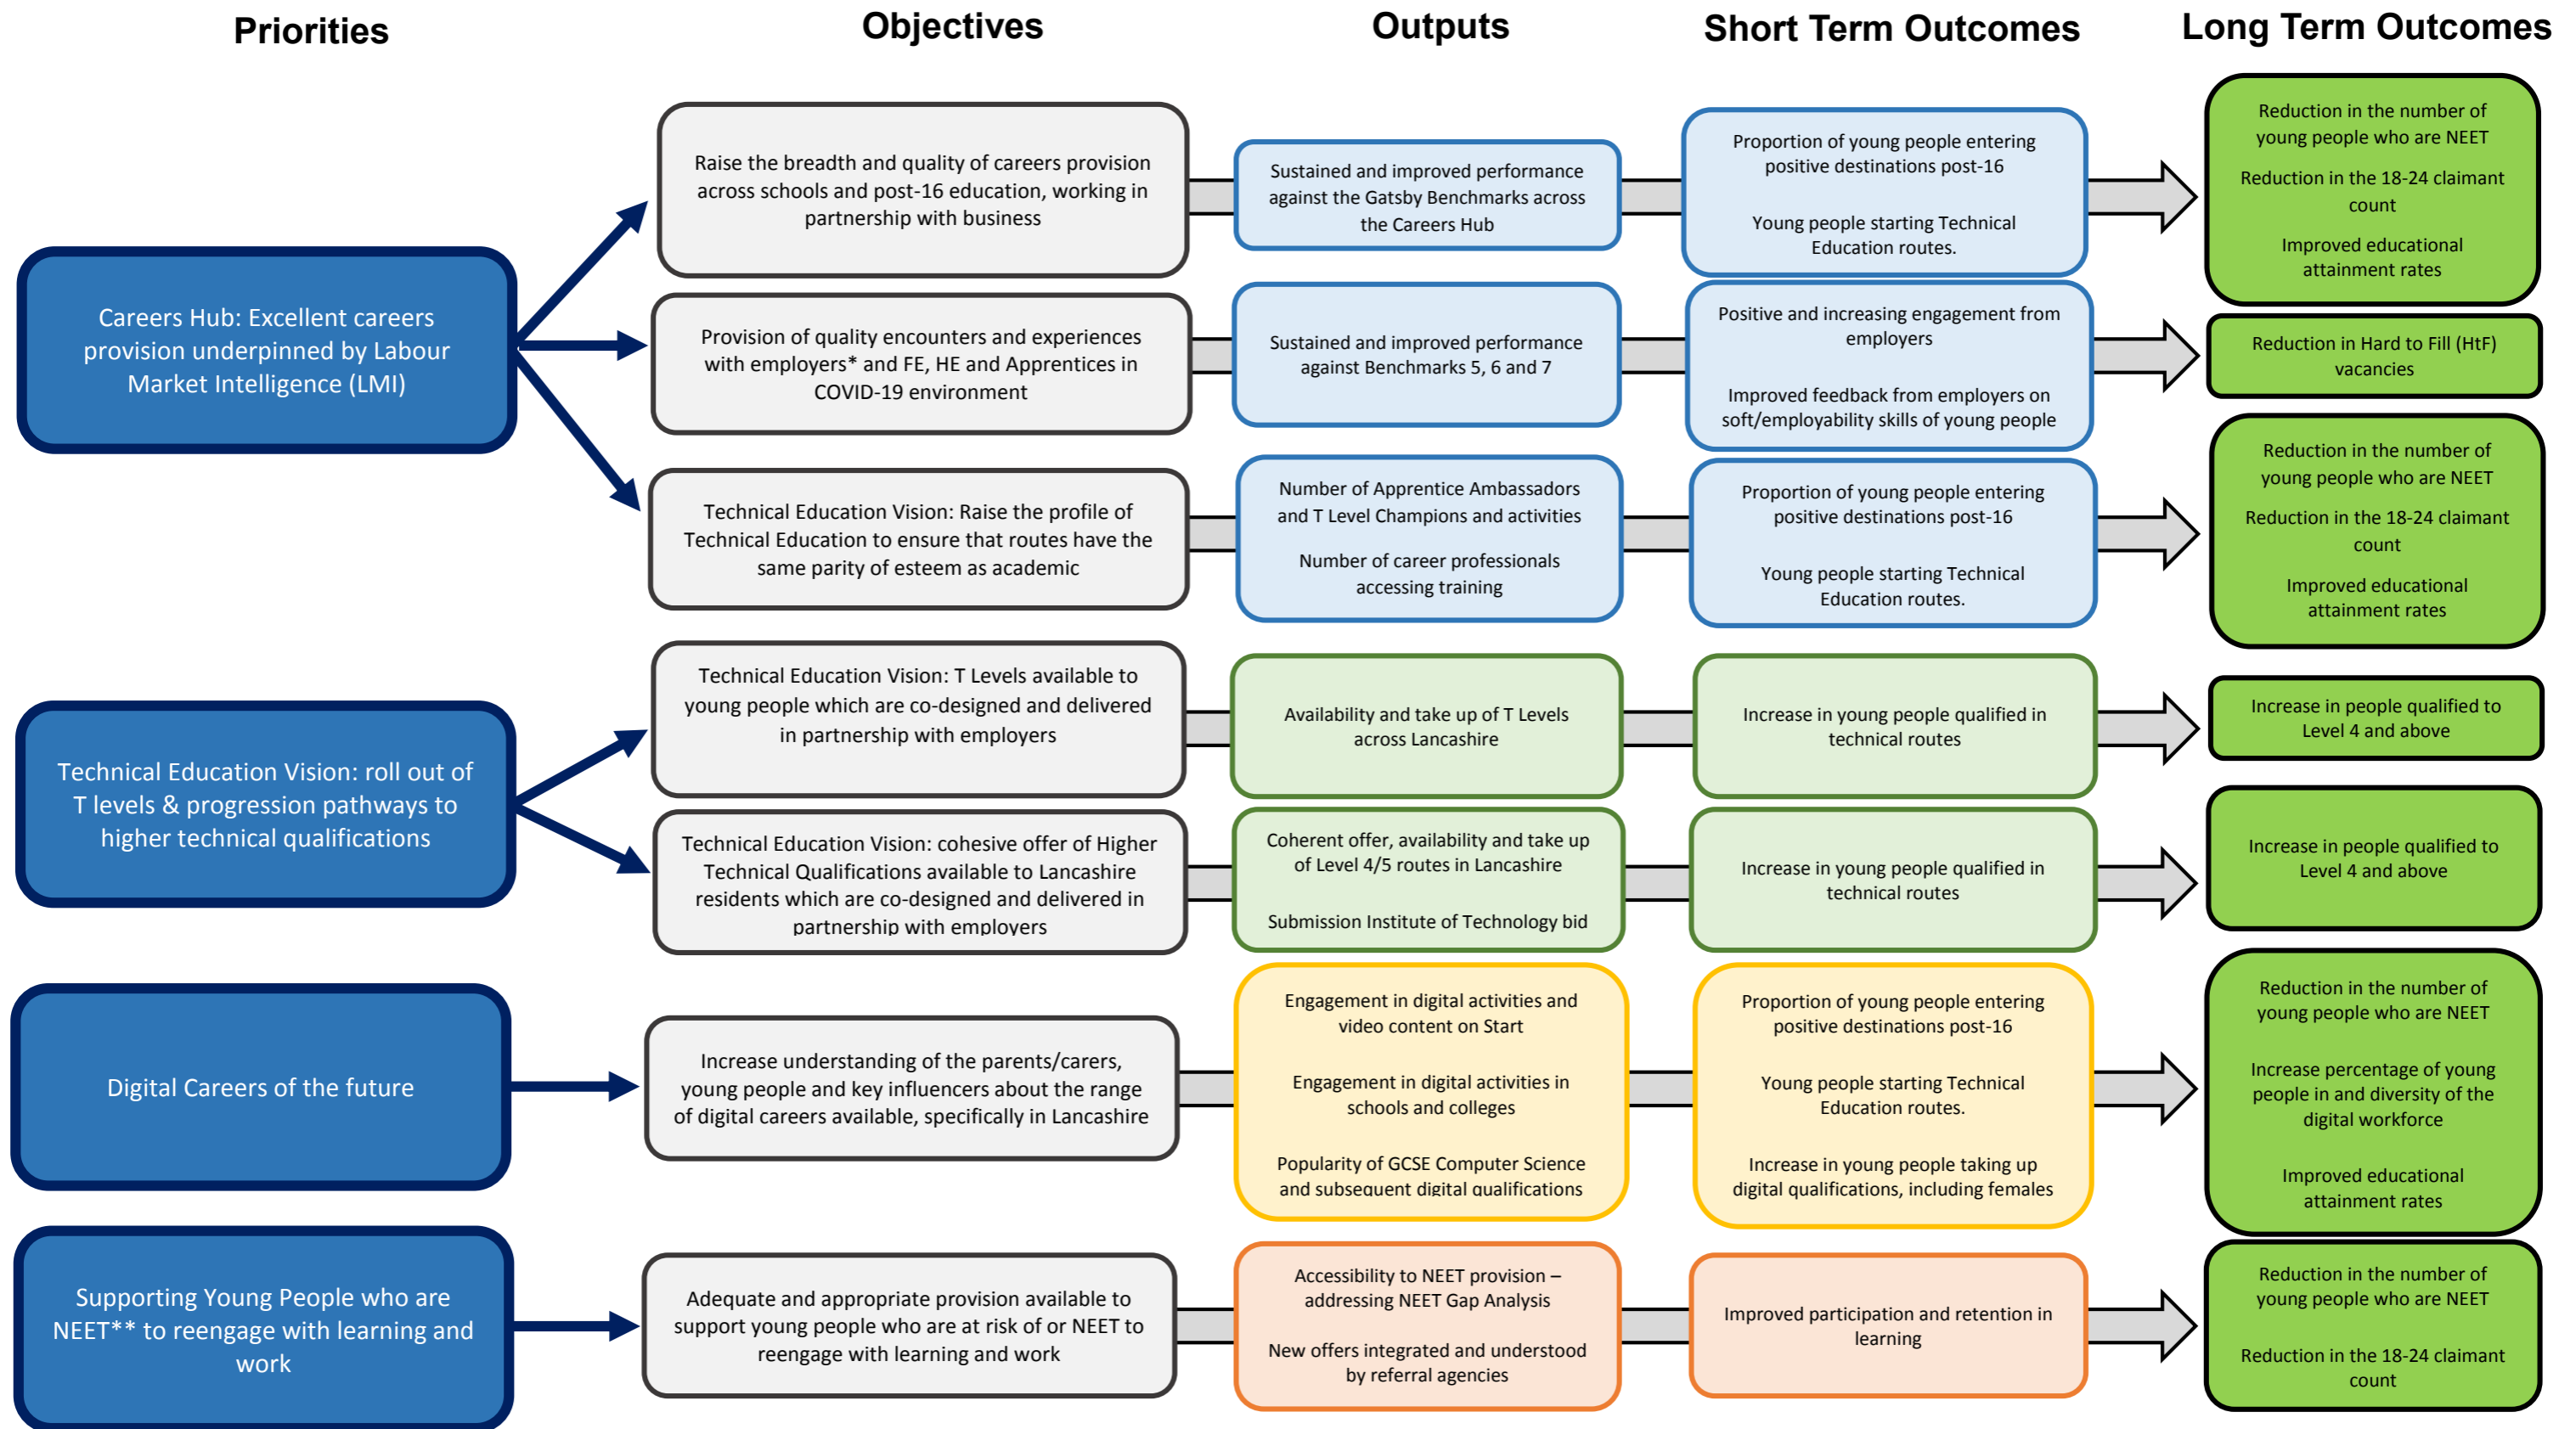 Priorities
Objectives
Outputs
Short Term Outcomes
Long Term Outcomes
Careers Hub: Excellent careers
provision underpinned by Labour
Market Intelligence (LMI)
Raise the breadth and quality of careers provision
across schools and post-16 education, working in
partnership with business
Sustained and improved performance
against the Gatsby Benchmarks across
the Careers Hub
Proportion of young people entering
positive destinations post-16
Young people starting Technical
Education routes.
Reduction in the number of
young people who are NEET
Reduction in the 18-24 claimant
count
Improved educational
attainment rates
Provision of quality encounters and experiences
with employers* and FE, HE and Apprentices in
COVID-19 environment
Sustained and improved performance
against Benchmarks 5, 6 and 7
Positive and increasing engagement from
employers
Improved feedback from employers on
soft/employability skills of young people
Reduction in Hard to Fill (HtF)
vacancies
Technical Education Vision: Raise the profile of
Technical Education to ensure that routes have the
same parity of esteem as academic
Number of Apprentice Ambassadors
and T Level Champions and activities
Number of career professionals
accessing training
Proportion of young people entering
positive destinations post-16
Young people starting Technical
Education routes.
Reduction in the number of
young people who are NEET
Reduction in the 18-24 claimant
count
Improved educational
attainment rates
Technical Education Vision: roll out of
T levels & progression pathways to
higher technical qualifications
Technical Education Vision: T Levels available to
young people which are co-designed and delivered
in partnership with employers
Availability and take up of T Levels
across Lancashire
Increase in young people qualified in
technical routes
Increase in people qualified to
Level 4 and above
Technical Education Vision: cohesive offer of Higher
Technical Qualifications available to Lancashire
residents which are co-designed and delivered in
partnership with employers
Coherent offer, availability and take up
of Level 4/5 routes in Lancashire
Submission Institute of Technology bid
Increase in young people qualified in
technical routes
Increase in people qualified to
Level 4 and above
Digital Careers of the future
Increase understanding of the parents/carers,
young people and key influencers about the range
of digital careers available, specifically in Lancashire
Engagement in digital activities and
video content on Start
Engagement in digital activities in
schools and colleges
Popularity of GCSE Computer Science
and subsequent digital qualifications
Proportion of young people entering
positive destinations post-16
Young people starting Technical
Education routes.
Increase in young people taking up
digital qualifications, including females
Reduction in the number of
young people who are NEET
Increase percentage of young
people in and diversity of the
digital workforce
Improved educational
attainment rates
Supporting Young People who are
NEET** to reengage with learning and
work
Adequate and appropriate provision available to
support young people who are at risk of or NEET to
reengage with learning and work
Accessibility to NEET provision –
addressing NEET Gap Analysis
New offers integrated and understood
by referral agencies
Improved participation and retention in
learning
Reduction in the number of
young people who are NEET
Reduction in the 18-24 claimant
count